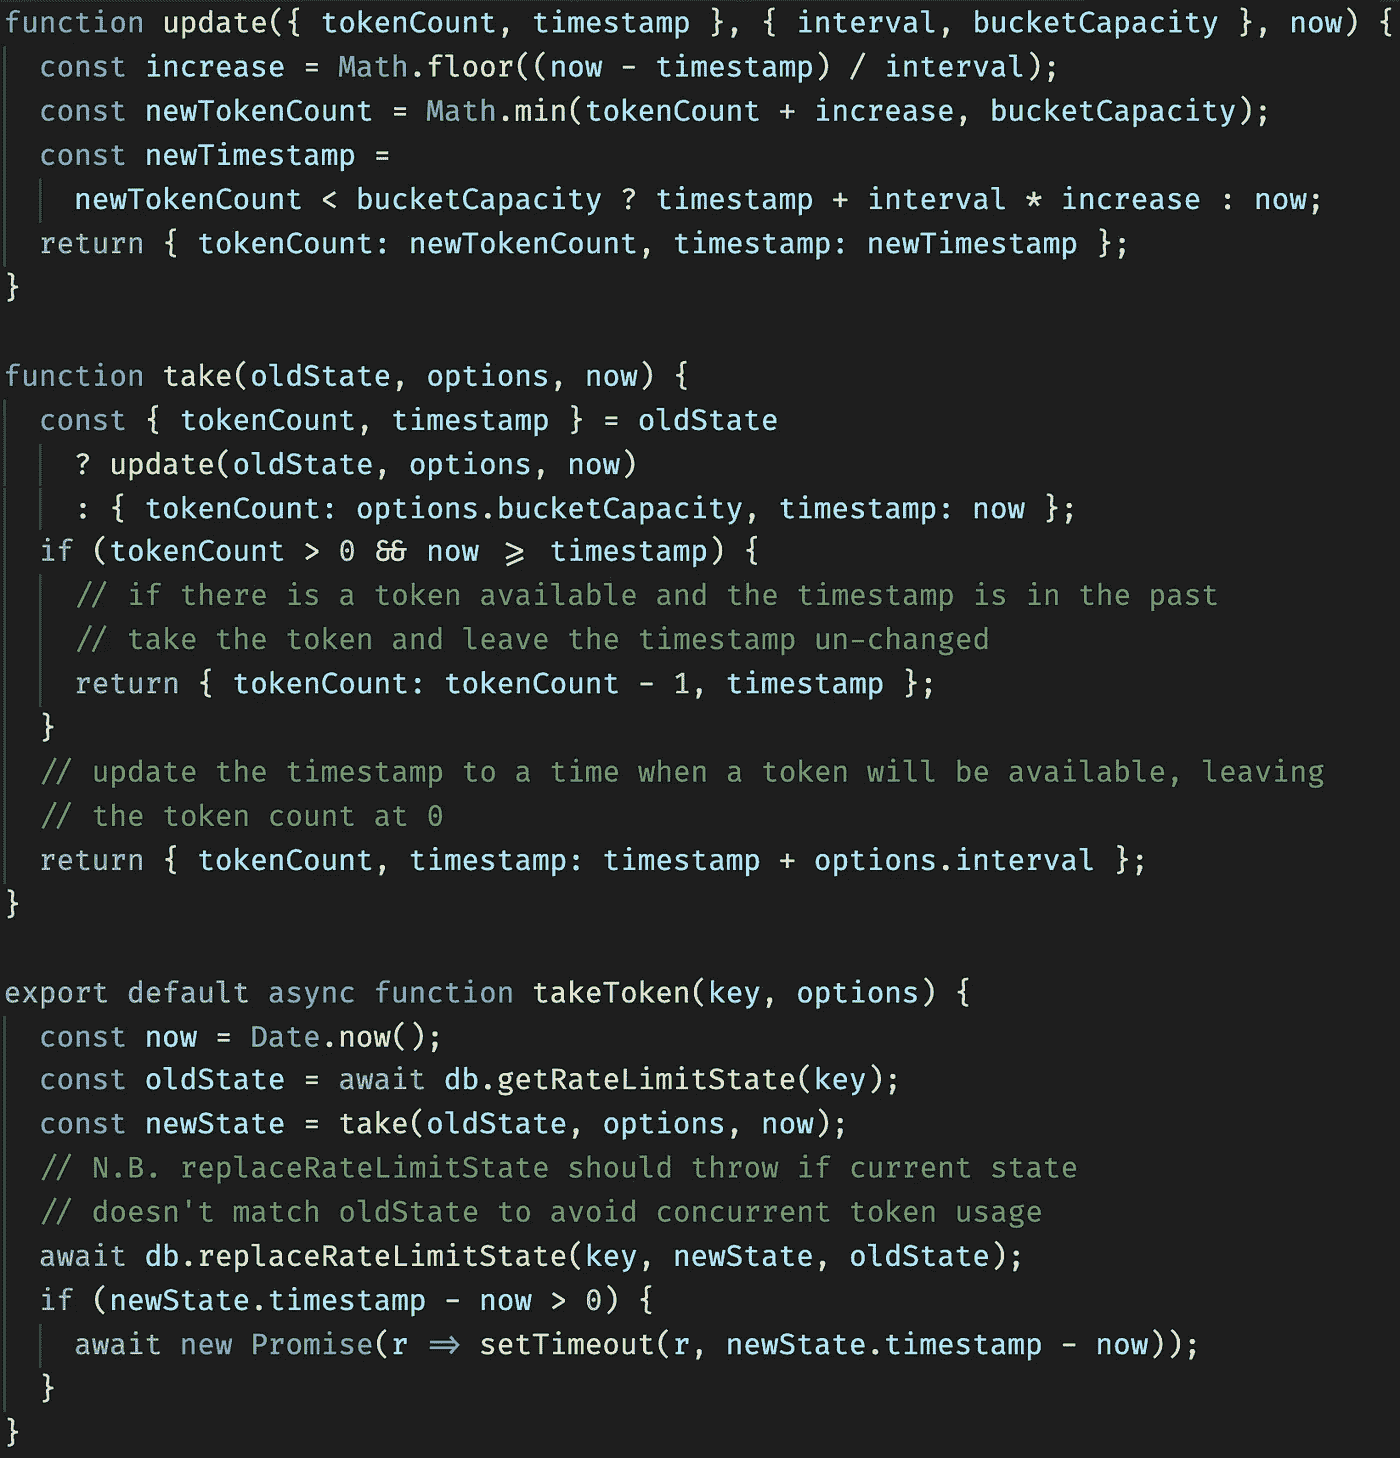 function update({ tokenCount, timestamp }, { interval, bucketCapacity }, now) {
  const increase = Math.floor((now - timestamp) / interval);
  const newTokenCount = Math.min(tokenCount + increase, bucketCapacity);
  const newTimestamp =
    newTokenCount < bucketCapacity ? timestamp + interval * increase : now;
  return { tokenCount: newTokenCount, timestamp: newTimestamp };
}

function take(oldState, options, now) {
  const { tokenCount, timestamp } = oldState
    ? update(oldState, options, now)
    : { tokenCount: options.bucketCapacity, timestamp: now };
  if (tokenCount > 0 && now >= timestamp) {
    // if there is a token available and the timestamp is in the past
    // take the token and leave the timestamp un-changed
    return { tokenCount: tokenCount - 1, timestamp };
  }
  // update the timestamp to a time when a token will be available, leaving
  // the token count at 0
  return { tokenCount, timestamp: timestamp + options.interval };
}

export default async function takeToken(key, options) {
  const now = Date.now();
  const oldState = await db.getRateLimitState(key);
  const newState = take(oldState, options, now);
  // N.B. replaceRateLimitState should throw if current state
  // doesn't match oldState to avoid concurrent token usage
  await db.replaceRateLimitState(key, newState, oldState);
  if (newState.timestamp - now > 0) {
    await new Promise(r => setTimeout(r, newState.timestamp - now));
  }
}